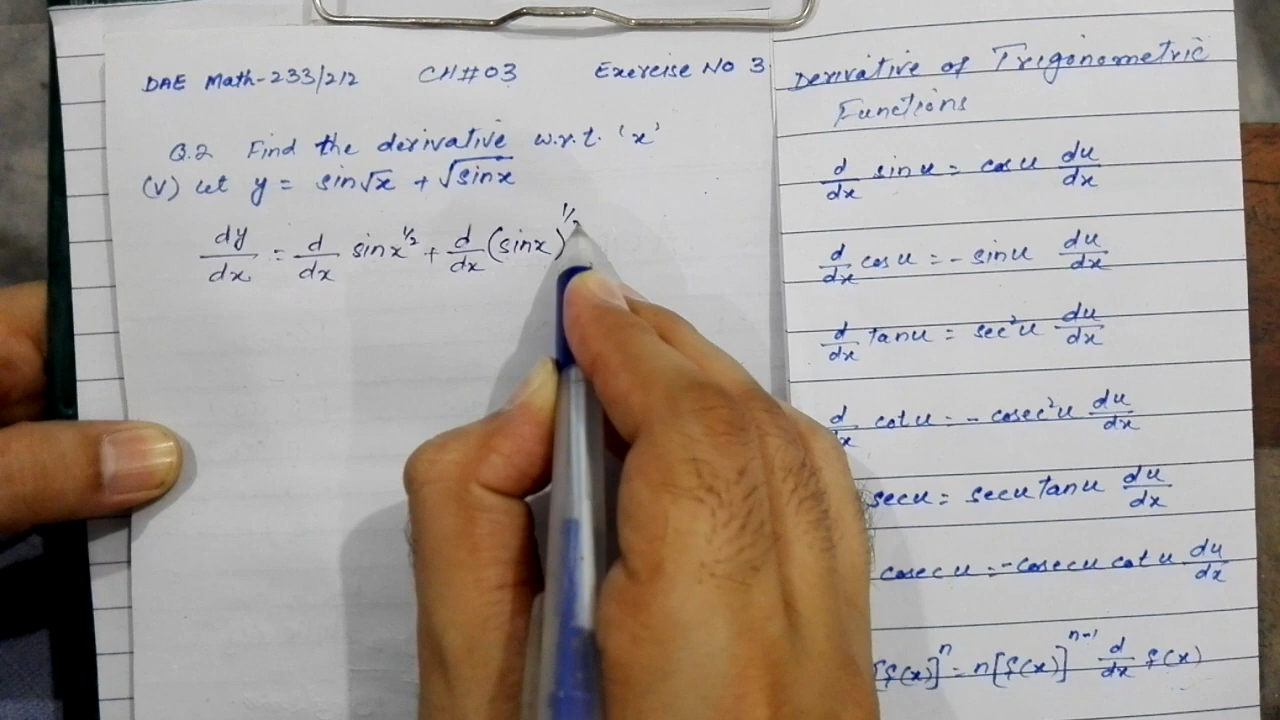 DAE Math-233/212 CH#03 Exercise No 3
Q.2 Find the derivative w.r.t. 'x'
(V) let y = sin√x + √sinx
dy/dx = d/dx sinx^1/2 + d/dx (sinx)^1/2
Derivative of Trigonometric
Functions
d/dx sinu = cosu du/dx
d/dx cosu = - sinu du/dx
d/dx tanu = sec²u du/dx
d/dx cotu = - cosec²u du/dx
secu = secutanu du/dx
cosecu = -cosecu cotu du/dx
[f(x)]^n = n[f(x)]^n-1 d/dx f(x)